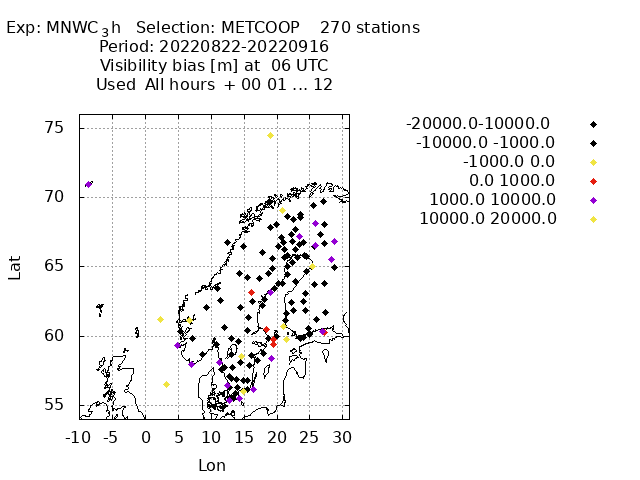 Exp: MNWC_3h Selection: METCOOP 270 stations
Period: 20220822-20220916
Visibility bias [m] at 06 UTC
Used All hours + 00 01 ... 12
-20000.0-10000.0
-10000.0 -1000.0
-1000.0 0.0
0.0 1000.0
1000.0 10000.0
10000.0 20000.0
75
70
65
60
55
Lat
-10 -5 0 5 10 15 20 25 30
Lon